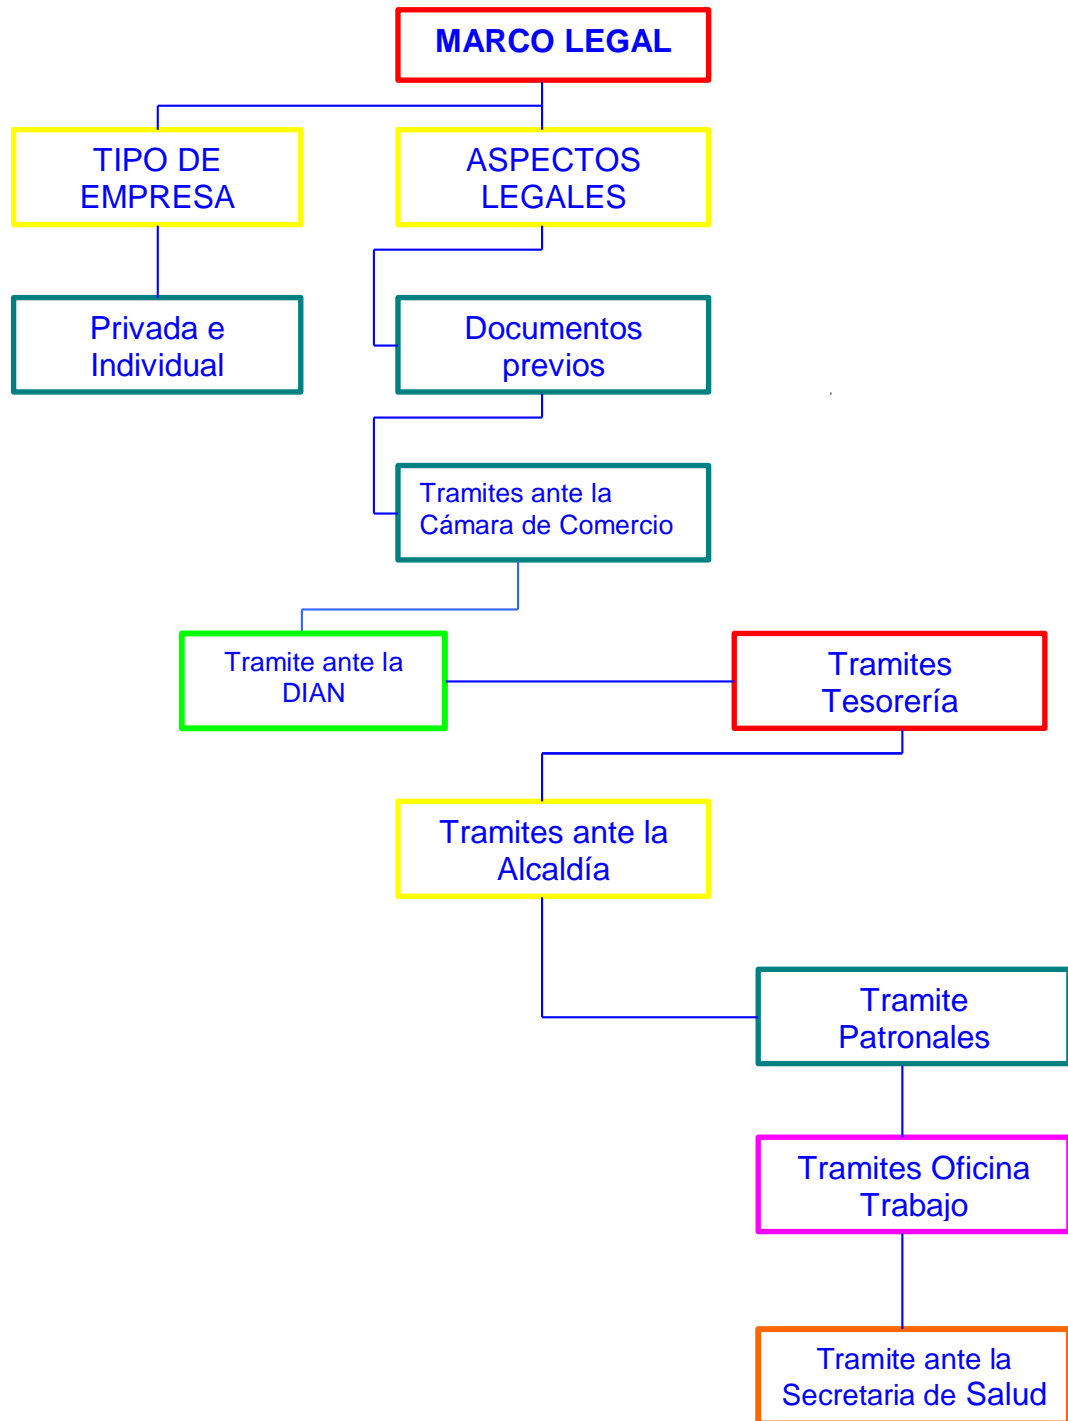 MARCO LEGAL
TIPO DE
EMPRESA
ASPECTOS
LEGALES
Privada e
Individual
Documentos
previos
Tramites ante la
Cámara de Comercio
Tramite ante la
DIAN
Tramites
Tesorería
Tramites ante la
Alcaldía
Tramite
Patronales
Tramites Oficina
Trabajo
Tramite ante la
Secretaria de Salud